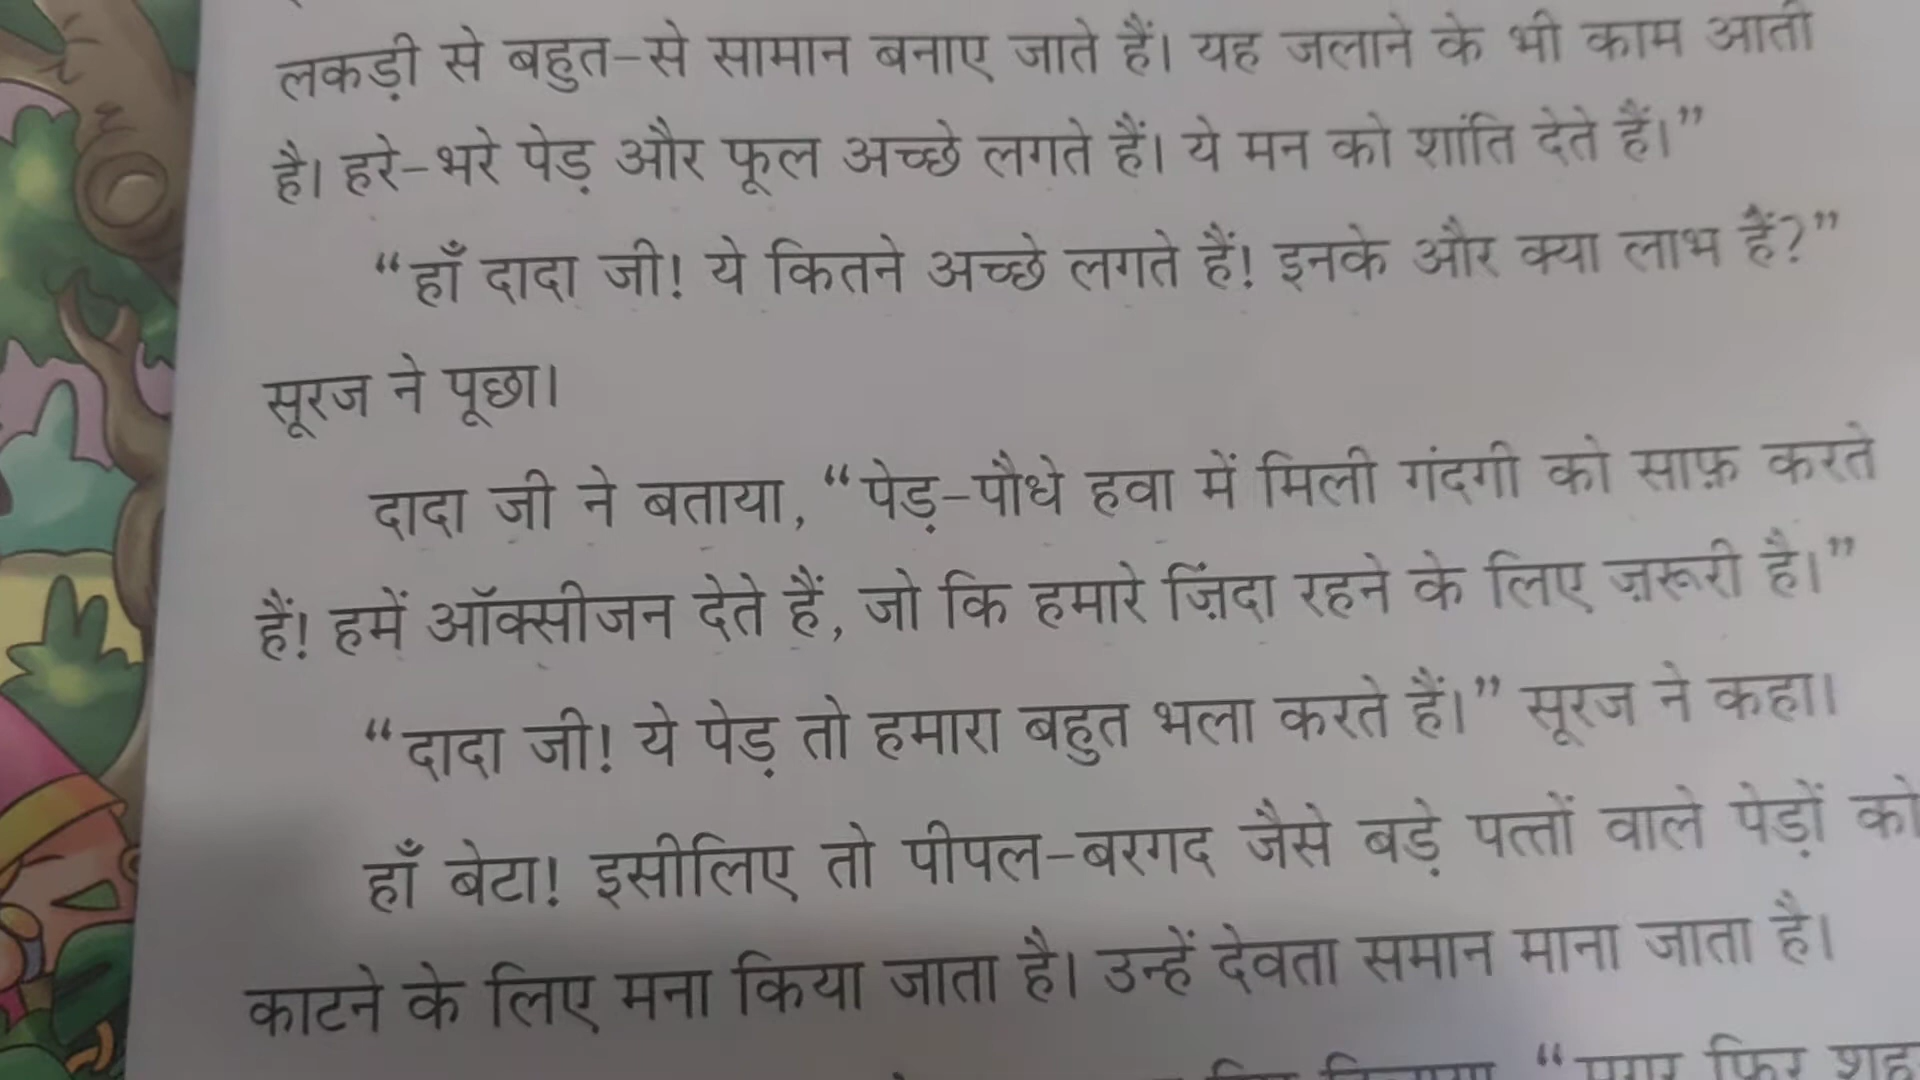 लकड़ी से बहुत-से सामान बनाए जाते हैं। यह जलाने के भी काम आती
है। हरे-भरे पेड़ और फूल अच्छे लगते हैं। ये मन को शांति देते हैं।”
“हाँ दादा जी! ये कितने अच्छे लगते हैं! इनके और क्या लाभ हैं?”
सूरज ने पूछा।
दादा जी ने बताया, “पेड़-पौधे हवा में मिली गंदगी को साफ़ करते
हैं! हमें ऑक्सीजन देते हैं, जो कि हमारे ज़िंदा रहने के लिए ज़रूरी है।”
“दादा जी! ये पेड़ तो हमारा बहुत भला करते हैं।” सूरज ने कहा।
हाँ बेटा! इसीलिए तो पीपल-बरगद जैसे बड़े पत्तों वाले पेड़ों को
काटने के लिए मना किया जाता है। उन्हें देवता समान माना जाता है।
“मगर फिर